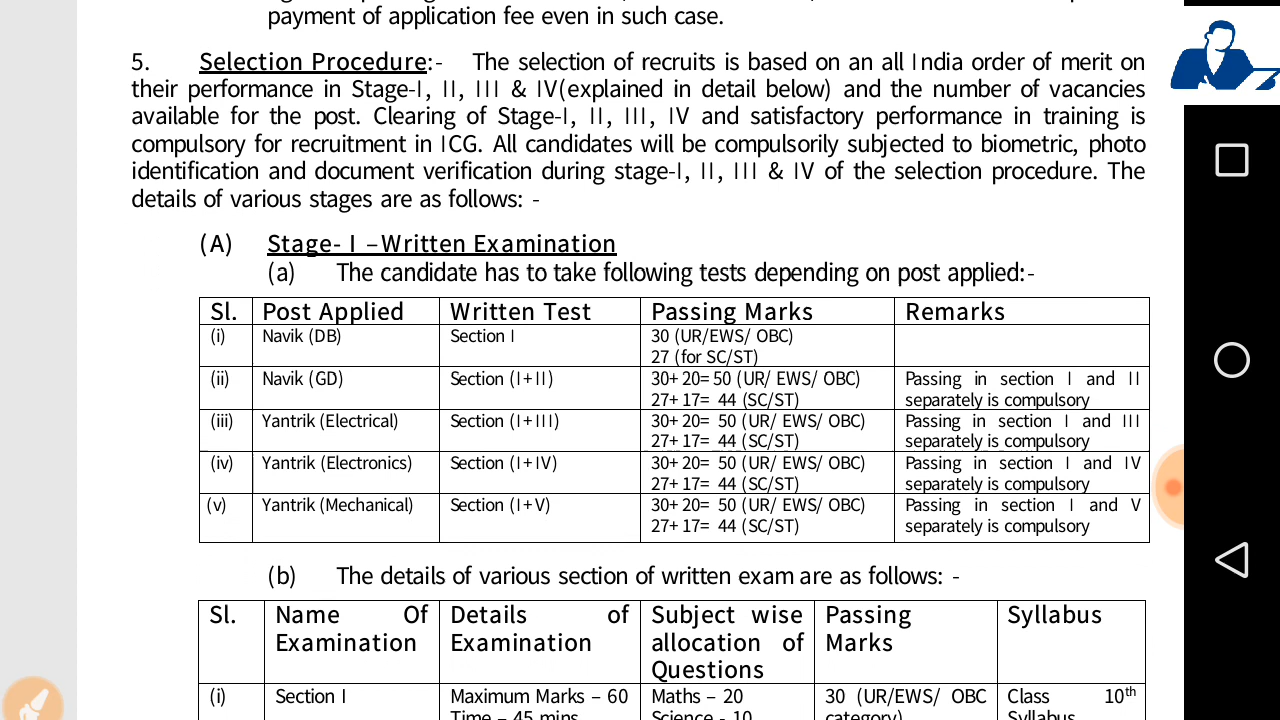 payment of application fee even in such case.
5. Selection Procedure:- The selection of recruits is based on an all India order of merit on
their performance in Stage-I, II, III & IV(explained in detail below) and the number of vacancies
available for the post. Clearing of Stage-I, II, III, IV and satisfactory performance in training is
compulsory for recruitment in ICG. All candidates will be compulsorily subjected to biometric, photo
identification and document verification during stage-I, II, III & IV of the selection procedure. The
details of various stages are as follows: -
(A) Stage- I –Written Examination
(a) The candidate has to take following tests depending on post applied:-
Sl. Post Applied Written Test Passing Marks Remarks
(i) Navik (DB) Section I 30 (UR/EWS/ OBC)
27 (for SC/ST)
(ii) Navik (GD) Section (I+II) 30+20=50 (UR/ EWS/ OBC) Passing in section I and II
27+17= 44 (SC/ST) separately is compulsory
(iii) Yantrik (Electrical) Section (I+III) 30+20= 50 (UR/ EWS/ OBC) Passing in section I and III
27+17= 44 (SC/ST) separately is compulsory
(iv) Yantrik (Electronics) Section (I+IV) 30+20= 50 (UR/ EWS/ OBC) Passing in section I and IV
27+17= 44 (SC/ST) separately is compulsory
(v) Yantrik (Mechanical) Section (I+V) 30+20= 50 (UR/ EWS/ OBC) Passing in section I and V
27+17= 44 (SC/ST) separately is compulsory
(b) The details of various section of written exam are as follows: -
Sl. Name Of Details of Subject wise Passing Syllabus
Examination Examination allocation of Marks
Questions
(i) Section I Maximum Marks – 60 Maths – 20 30 (UR/EWS/ OBC Class 10th
Time – 45 mins Science - 10 category) Syllabus